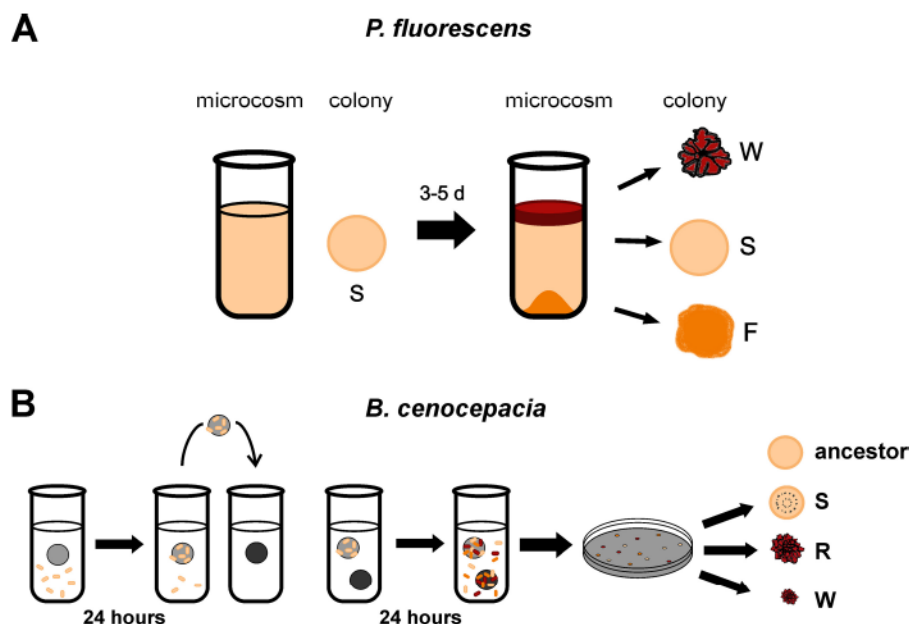 A
P. fluorescens
microcosm colony microcosm colony
3-5 d
W
S
S
F
B
B. cenocepacia
ancestor
S
R
W
24 hours 24 hours